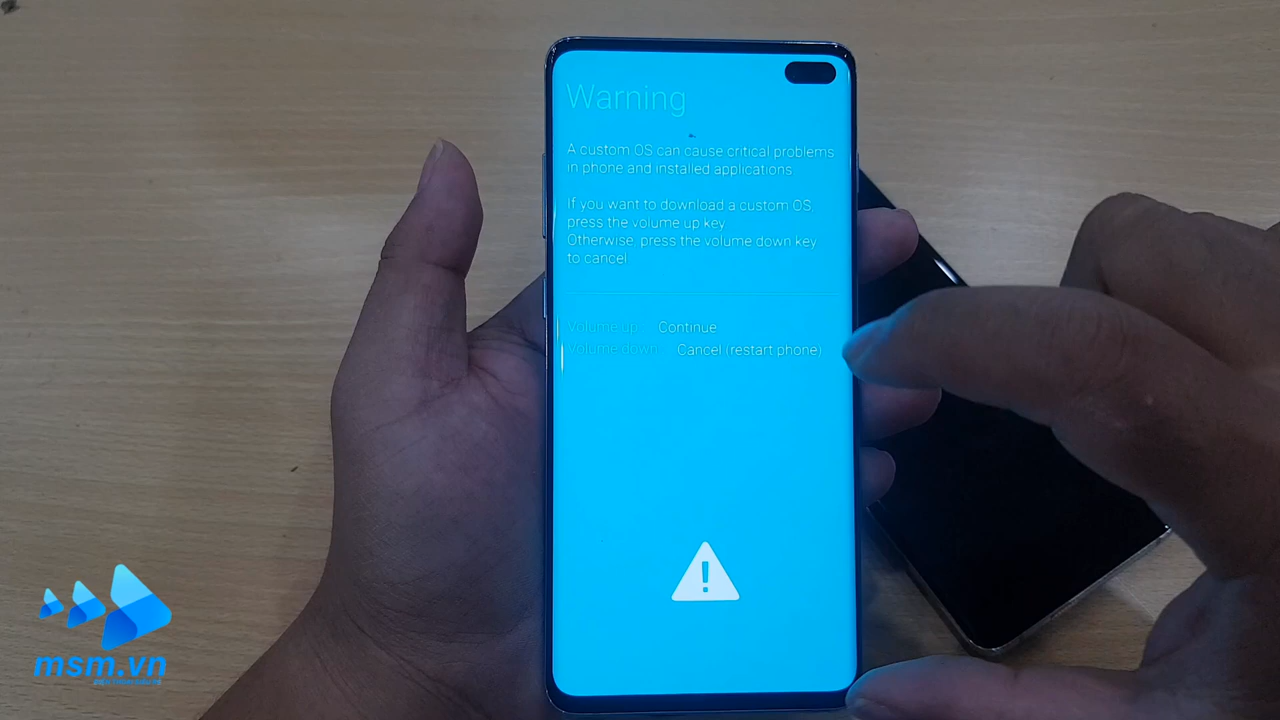 Warning
A custom OS can cause critical problems
in phone and installed applications
If you want to download a custom OS,
press the volume up key
Otherwise, press the volume down key
to cancel
Volume up Continue
Volume down Cancel (restart phone)
msm.vn